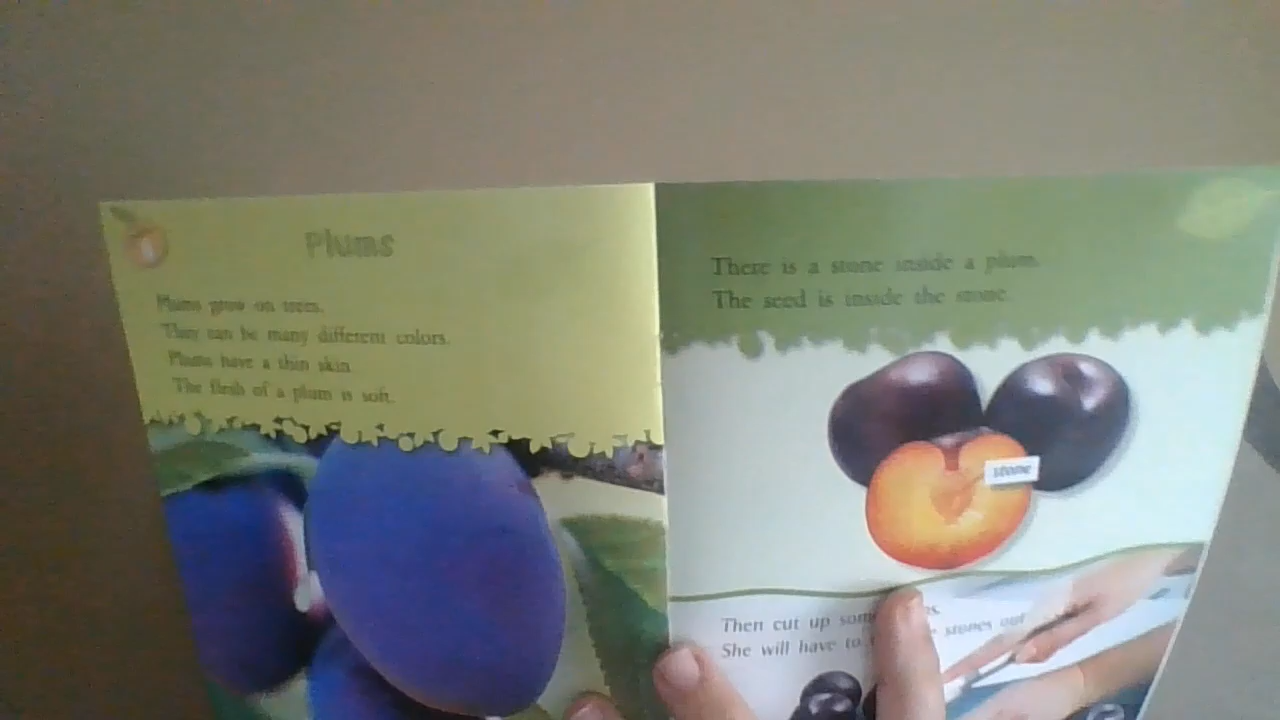 Plums
Plums grow on trees.
They can be many different colors.
Plums have a thin skin.
The flesh of a plum is soft.
There is a stone inside a plum.
The seed is inside the stone.
stone
Then cut up som
She will have to stones out